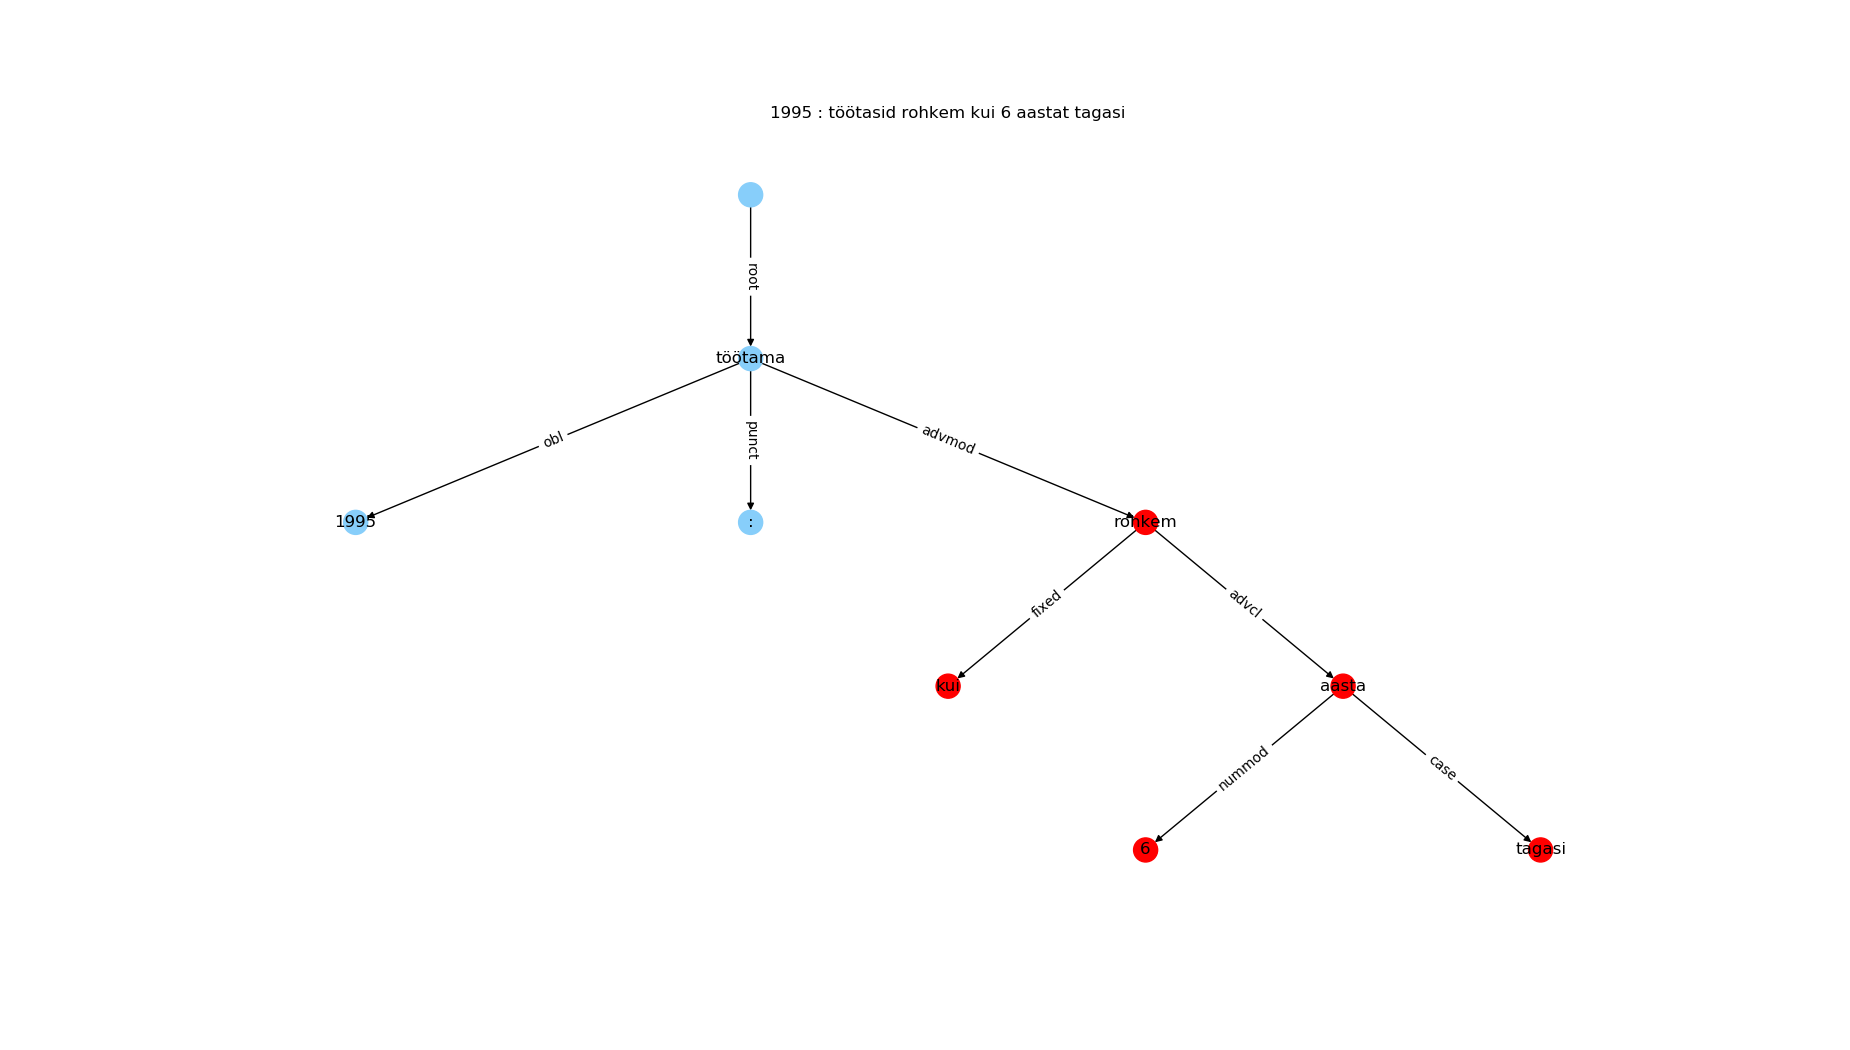 1995 : töötasid rohkem kui 6 aastat tagasi
root
töötama
obl
punct
advmod
1995
:
rohkem
fixed
advcl
kui
aasta
nummod
case
6
tagasi